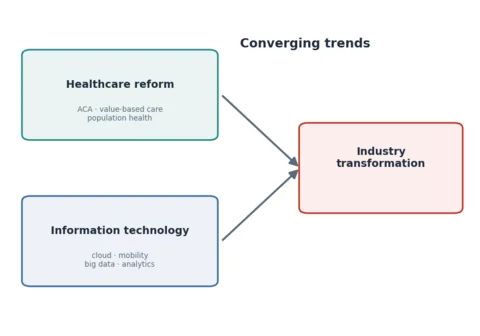 Converging trends
Healthcare reform
ACA · value-based care
population health
Industry
transformation
Information technology
cloud · mobility
big data · analytics